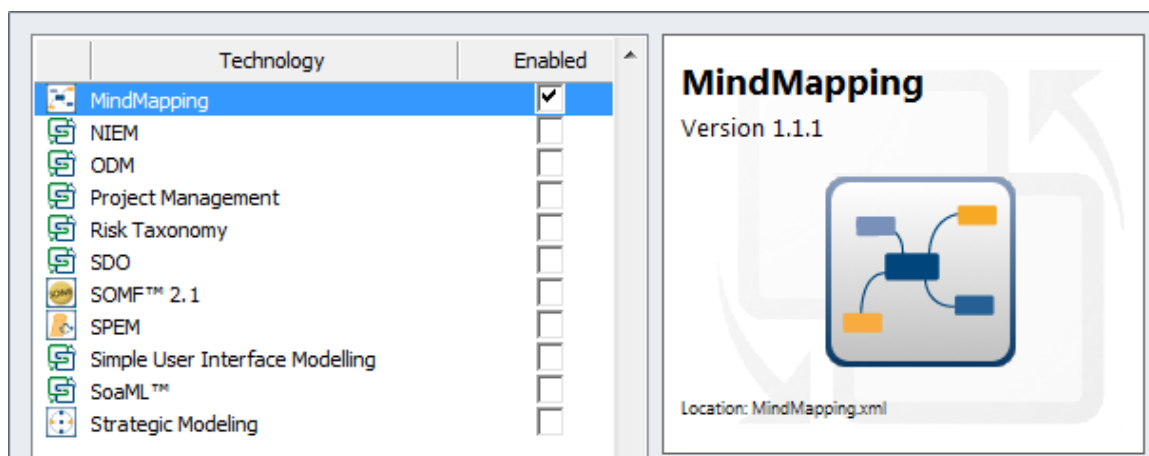 Technology Enabled
MindMapping
NIEM
ODM
Project Management
Risk Taxonomy
SDO
SOMF™ 2.1
SPEM
Simple User Interface Modelling
SoaML™
Strategic Modeling
MindMapping
Version 1.1.1
Location: MindMapping.xml